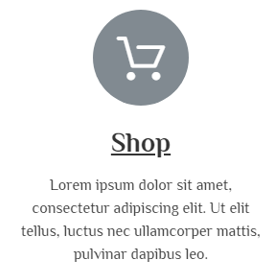 Shop
Lorem ipsum dolor sit amet,
consectetur adipiscing elit. Ut elit
tellus, luctus nec ullamcorper mattis,
pulvinar dapibus leo.